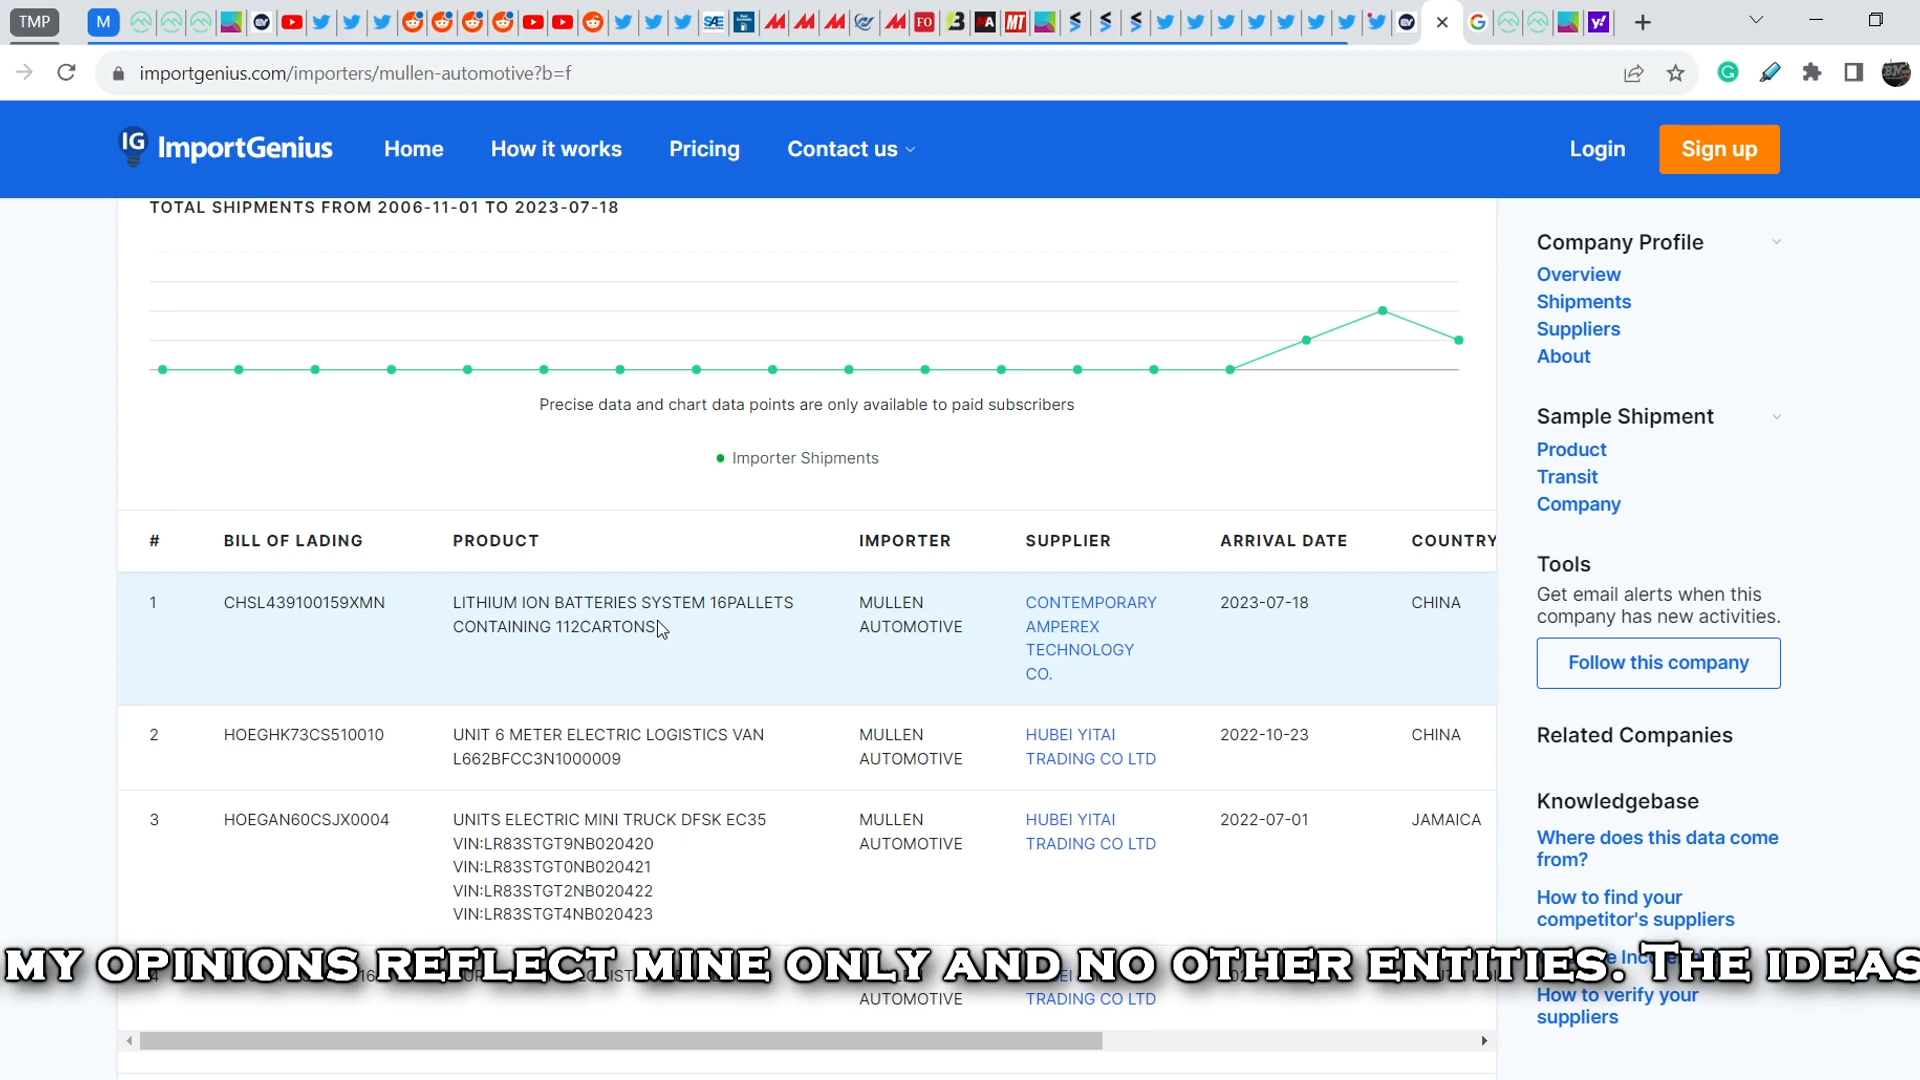 TMP
importgenius.com/importers/mullen-automotive?b=f
IG ImportGenius
Home
How it works
Pricing
Contact us
Login
Sign up
TOTAL SHIPMENTS FROM 2006-11-01 TO 2023-07-18
Precise data and chart data points are only available to paid subscribers
Importer Shipments
# BILL OF LADING PRODUCT IMPORTER SUPPLIER ARRIVAL DATE COUNTRY
1 CHSL439100159XMN LITHIUM ION BATTERIES SYSTEM 16PALLETS MULLEN CONTEMPORARY 2023-07-18 CHINA
CONTAINING 112CARTONS AUTOMOTIVE AMPEREX
TECHNOLOGY
CO.
2 HOEGHK73CS510010 UNIT 6 METER ELECTRIC LOGISTICS VAN MULLEN HUBEI YITAI 2022-10-23 CHINA
L662BFCC3N1000009 AUTOMOTIVE TRADING CO LTD
3 HOEGAN60CSJX0004 UNITS ELECTRIC MINI TRUCK DFSK EC35 MULLEN HUBEI YITAI 2022-07-01 JAMAICA
VIN:LR83STGT9NB020420 AUTOMOTIVE TRADING CO LTD
VIN:LR83STGT0NB020421
VIN:LR83STGT2NB020422
VIN:LR83STGT4NB020423
AUTOMOTIVE TRADING CO LTD
Company Profile
Overview
Shipments
Suppliers
About
Sample Shipment
Product
Transit
Company
Tools
Get email alerts when this
company has new activities.
Follow this company
Related Companies
Knowledgebase
Where does this data come
from?
How to find your
competitor's suppliers
How to verify your
suppliers
MY OPINIONS REFLECT MINE ONLY AND NO OTHER ENTITIES. THE IDEAS